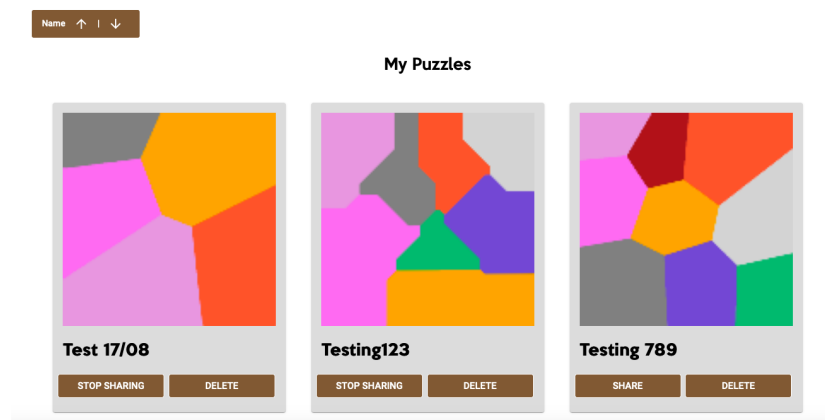 Name ↑ | ↓
My Puzzles
Test 17/08
Testing123
Testing 789
STOP SHARING DELETE
STOP SHARING DELETE
SHARE DELETE